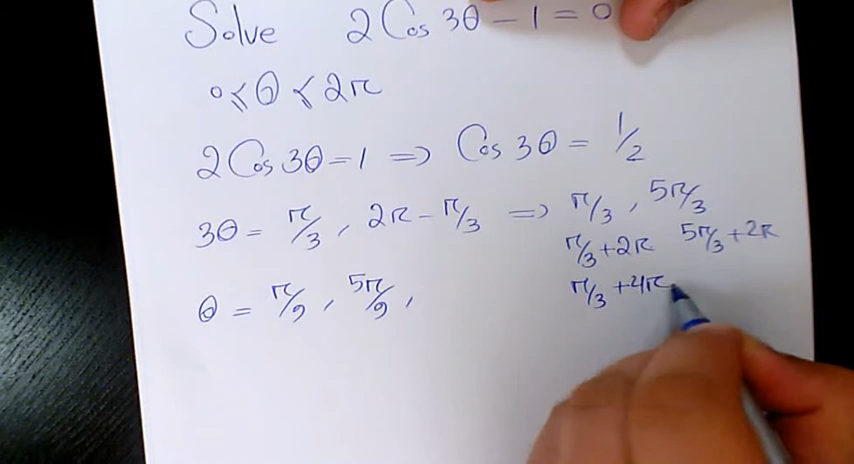 Solve 2Cos 3θ - 1 = 0
0 ≤ θ ≤ 2π
2Cos 3θ = 1 => Cos 3θ = 1/2
3θ = π/3, 2π - π/3 => π/3, 5π/3
π/3 + 2π 5π/3 + 2π
θ = π/9, 5π/9, π/3 + 4π